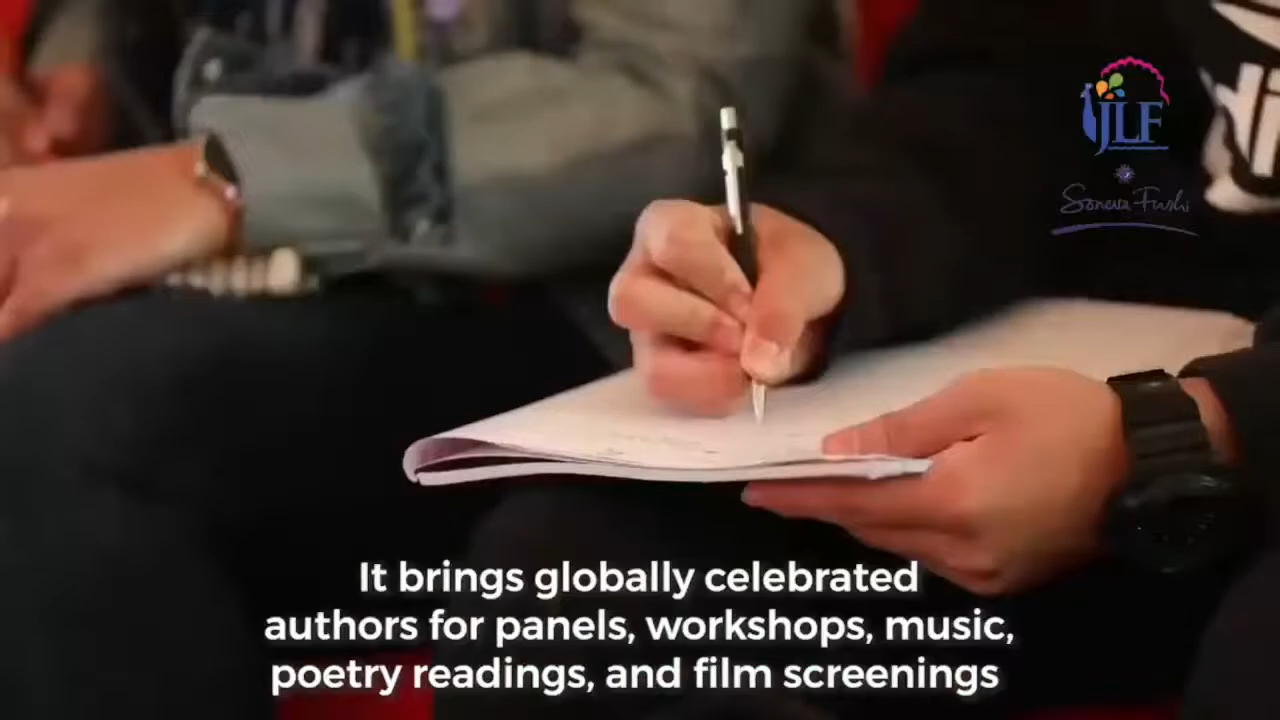 JLF
Soneva Fushi
It brings globally celebrated
authors for panels, workshops, music,
poetry readings, and film screenings